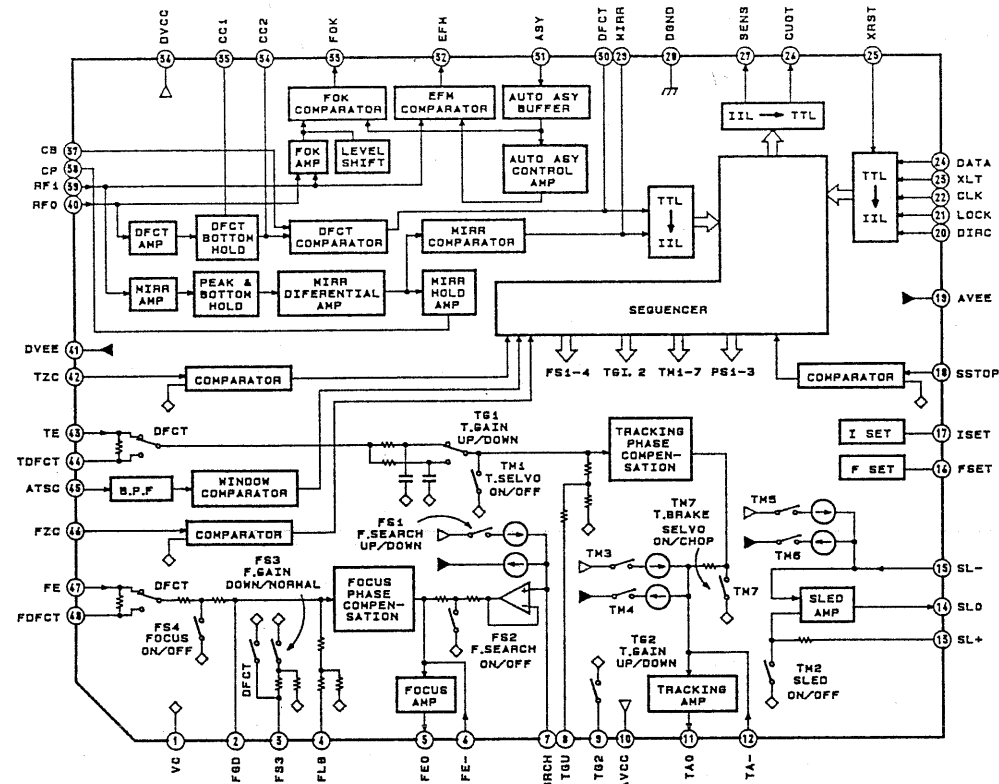 DVCC
CC1
CC2
FOK
EFM
ASY
DFCT
MIRR
DGND
SENS
CUOT
XRST
54
55
54
55
52
51
50
29
28
27
26
25
FOK
COMPARATOR
EFM
COMPARATOR
AUTO ASY
BUFFER
IIL → TTL
CB 37
CP 38
RF1 39
RFO 40
FOK
AMP
LEVEL
SHIFT
AUTO ASY
CONTROL
AMP
TTL
↓
IIL
24 DATA
23 XLT
22 CLK
21 LOCK
20 DIRC
DFCT
AMP
DFCT
BOTTOM
HOLD
DFCT
COMPARATOR
MIRR
COMPARATOR
TTL
↓
IIL
MIRR
AMP
PEAK &
BOTTOM
HOLD
MIRR
DIFERENTIAL
AMP
MIRR
HOLD
AMP
SEQUENCER
19 AVEE
DVEE 41
TZC 42
COMPARATOR
FS1-4 TGI.2 TM1-7 PS1-3
COMPARATOR
18 SSTOP
TE 43
DFCT
TG1
T.GAIN
UP/DOWN
TRACKING
PHASE
COMPEN-
SATION
I SET
17 ISET
TDFCT 44
F SET
16 FSET
ATSC 45
B.P.F
WINDOW
COMPARATOR
TM1
T.SELVO
ON/OFF
FZC 46
COMPARATOR
FS1
F.SEARCH
UP/DOWN
TM7
T.BRAKE
SELVO
ON/CHOP
TM5
TM6
FE 47
DFCT
FS3
F.GAIN
DOWN/NORMAL
FOCUS
PHASE
COMPEN-
SATION
TM3
TM4
TM7
15 SL-
SLED
AMP
14 SLO
FDFCT 48
FS4
FOCUS
ON/OFF
FS2
F.SEARCH
ON/OFF
13 SL+
DFCT
FOCUS
AMP
TG2
T.GAIN
UP/DOWN
TRACKING
AMP
TM2
SLED
ON/OFF
1
2
3
4
5
6
7
8
9
10
11
12
VC
FGD
FS3
FLB
FEO
FE-
SRCH
TGU
TG2
AVCC
TAO
TA-